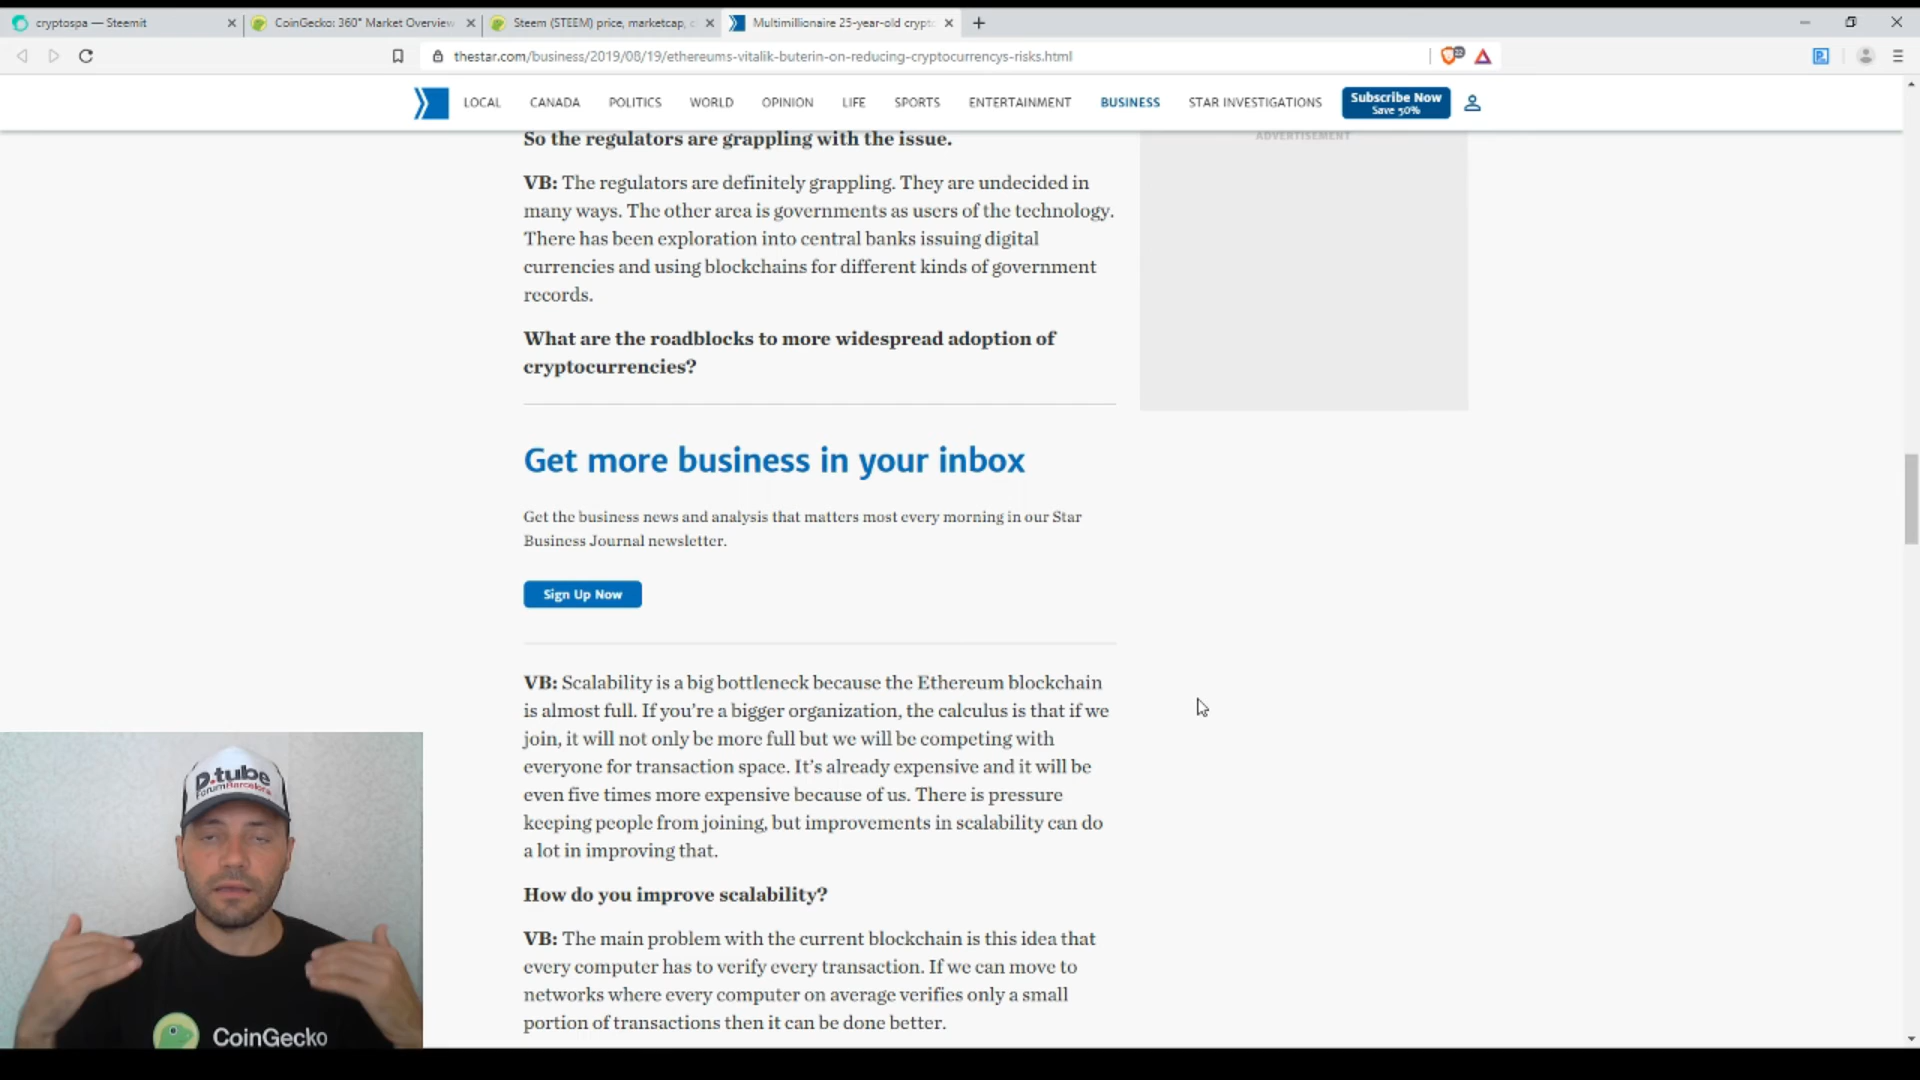 cryptospa — Steemit
CoinGecko: 360° Market Overview
Steem (STEEM) price, marketcap, c
Multimillionaire 25-year-old crypt
thestar.com/business/2019/08/19/ethereums-vitalik-buterin-on-reducing-cryptocurrencys-risks.html
LOCAL CANADA POLITICS WORLD OPINION LIFE SPORTS ENTERTAINMENT BUSINESS STAR INVESTIGATIONS
Subscribe Now
Save 50%
ADVERTISEMENT
So the regulators are grappling with the issue.
VB: The regulators are definitely grappling. They are undecided in
many ways. The other area is governments as users of the technology.
There has been exploration into central banks issuing digital
currencies and using blockchains for different kinds of government
records.
What are the roadblocks to more widespread adoption of
cryptocurrencies?
Get more business in your inbox
Get the business news and analysis that matters most every morning in our Star
Business Journal newsletter.
Sign Up Now
VB: Scalability is a big bottleneck because the Ethereum blockchain
is almost full. If you’re a bigger organization, the calculus is that if we
join, it will not only be more full but we will be competing with
everyone for transaction space. It’s already expensive and it will be
even five times more expensive because of us. There is pressure
keeping people from joining, but improvements in scalability can do
a lot in improving that.
How do you improve scalability?
VB: The main problem with the current blockchain is this idea that
every computer has to verify every transaction. If we can move to
networks where every computer on average verifies only a small
portion of transactions then it can be done better.
D.tube
ForumBarcelona
CoinGecko